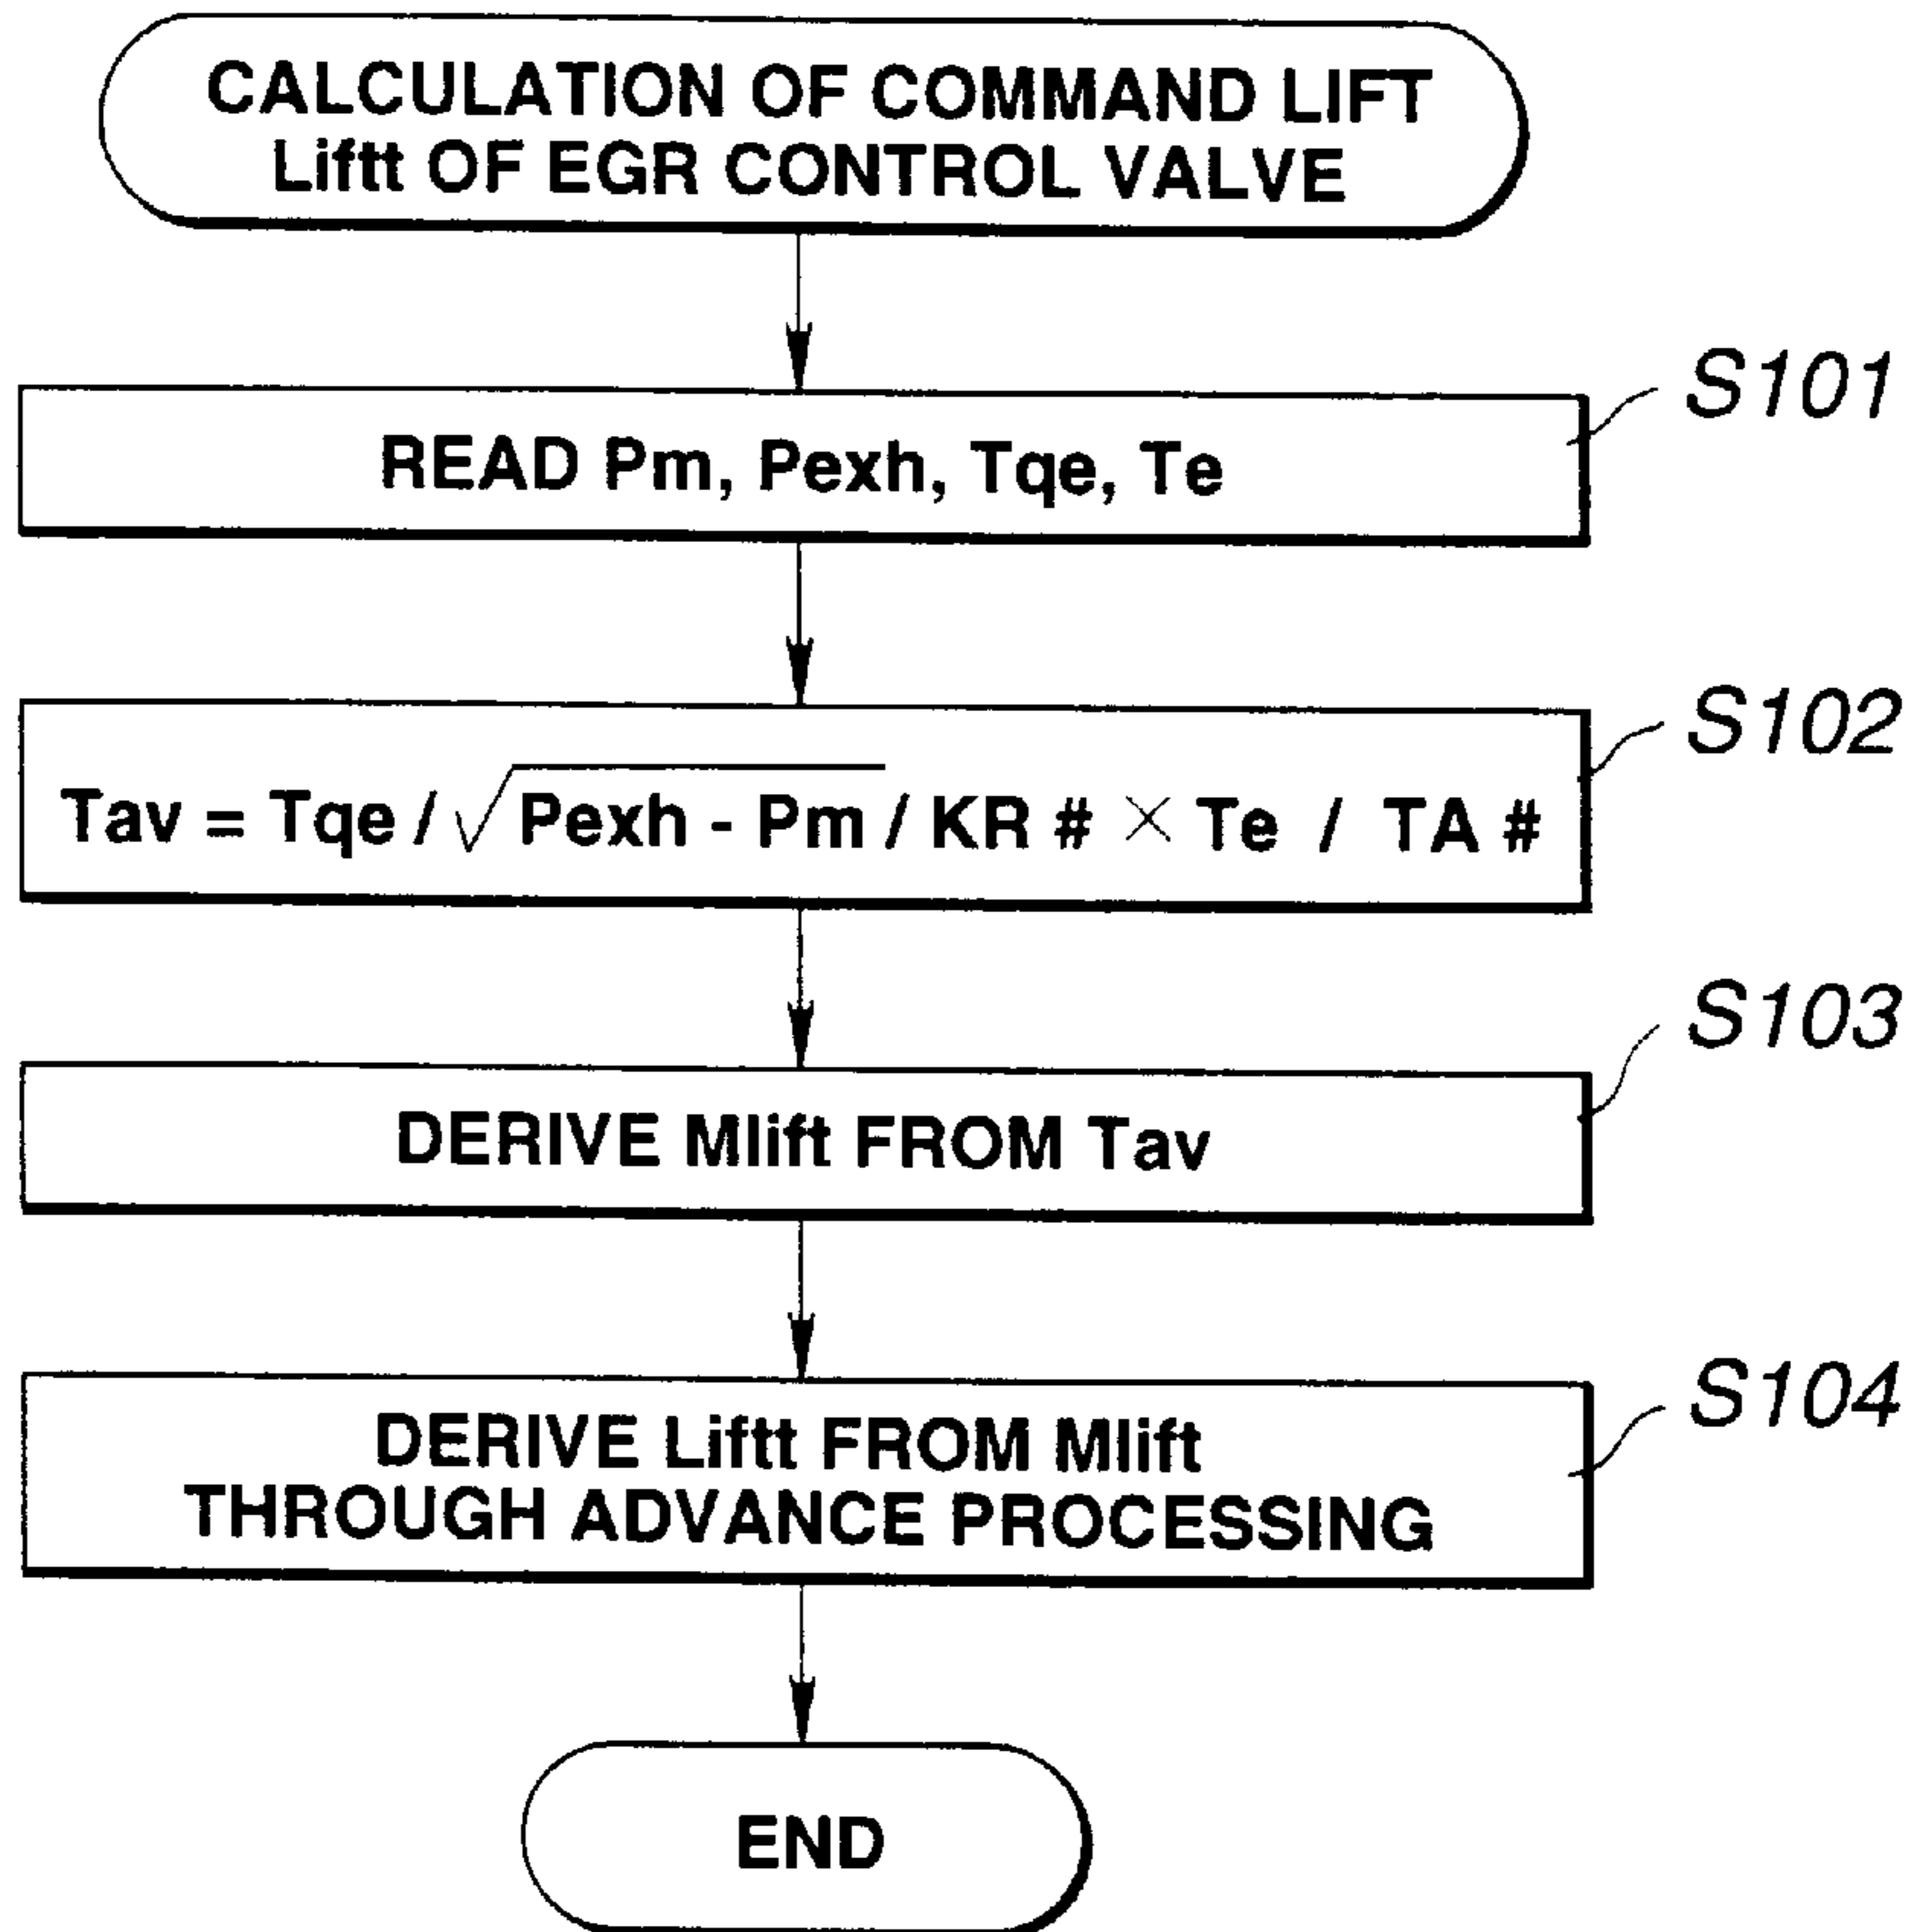 CALCULATION OF COMMAND LIFT
Liftt OF EGR CONTROL VALVE
S101
READ Pm, Pexh, Tqe, Te
S102
Tav = Tqe / √Pexh - Pm / KR # × Te / TA #
S103
DERIVE Mlift FROM Tav
S104
DERIVE Liftt FROM Mlift
THROUGH ADVANCE PROCESSING
END